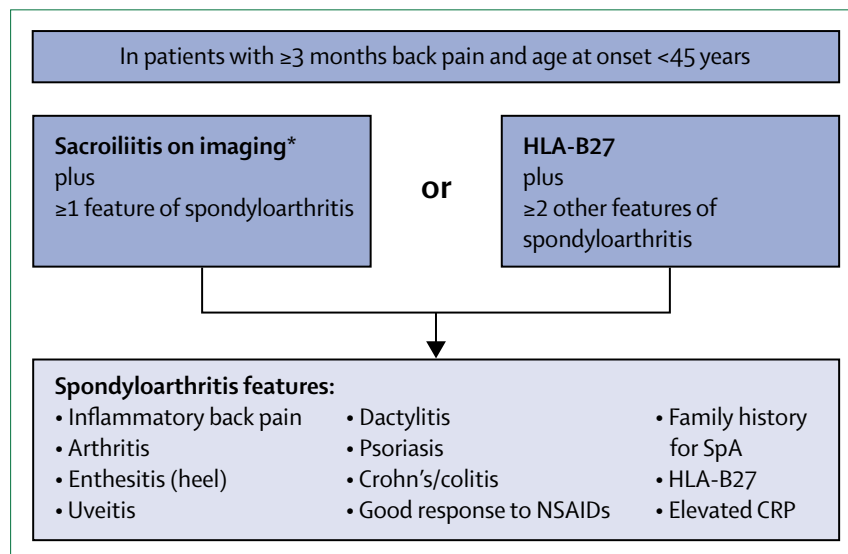 In patients with ≥3 months back pain and age at onset <45 years
Sacroiliitis on imaging*
plus
≥1 feature of spondyloarthritis
or
HLA-B27
plus
≥2 other features of
spondyloarthritis
Spondyloarthritis features:
• Inflammatory back pain
• Arthritis
• Enthesitis (heel)
• Uveitis
• Dactylitis
• Psoriasis
• Crohn's/colitis
• Good response to NSAIDs
• Family history
for SpA
• HLA-B27
• Elevated CRP